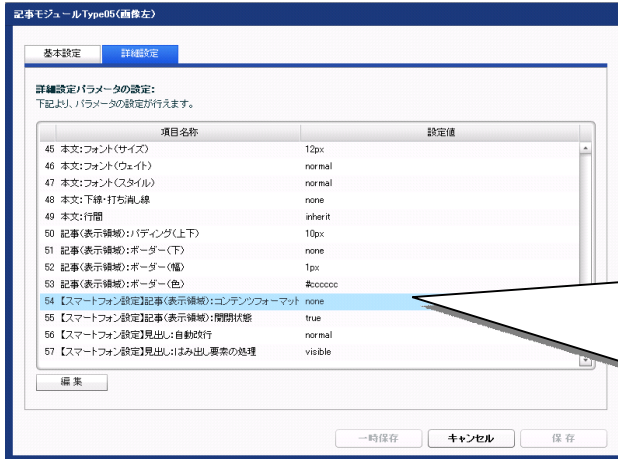 記事モジュールType05(画像左)
基本設定 詳細設定
詳細設定パラメータの設定:
下記より、パラメータの設定が行えます。
項目名称 設定値
45 本文:フォント(サイズ) 12px
46 本文:フォント(ウェイト) normal
47 本文:フォント(スタイル) normal
48 本文:下線・打ち消し線 none
49 本文:行間 inherit
50 記事(表示領域):パディング(上下) 10px
51 記事(表示領域):ボーダー(下) none
52 記事(表示領域):ボーダー(幅) 1px
53 記事(表示領域):ボーダー(色) #cccccc
54 【スマートフォン設定】記事(表示領域):コンテンツフォーマット none
55 【スマートフォン設定】記事(表示領域):開閉状態 true
56 【スマートフォン設定】見出し:自動改行 normal
57 【スマートフォン設定】見出し:はみ出し要素の処理 visible
編集
一時保存 キャンセル 保存